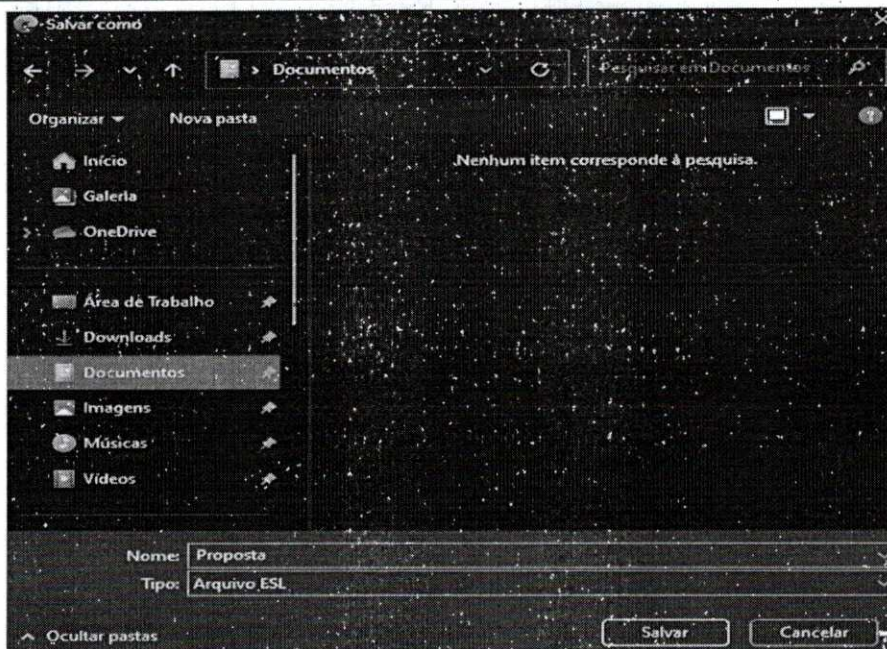 Salvar como
Documentos Pesquisar em Documentos
Organizar Nova pasta
Início
Nenhum item corresponde à pesquisa.
Galeria
OneDrive
Área de Trabalho
Downloads
Documentos
Imagens
Músicas
Vídeos
Nome: Proposta
Tipo: Arquivo ESL
Ocultar pastas Salvar Cancelar